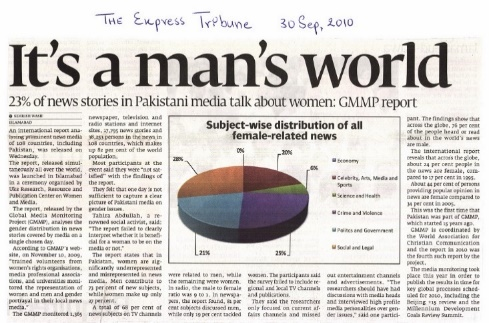 THE Express Tribune 30 Sep, 2010
It's a man's world
23% of news stories in Pakistani media talk about women: GMMP report
ISLAMABAD
An international report analysing prominent news media
of 108 countries, including
Pakistan, was released on
Wednesday.
The report, released simultaneously
all over the world,
was launched in Islamabad
in a ceremony organised by
Uks Research, Resource and
Publication Center on Women
and Media.
The report, released by the
Global Media Monitoring
Project (GMMP), analyses the
gender distribution in news
stories covered by media on a
single chosen day.
According to GMMP's website,
on November 10, 2009,
"trained volunteers from
women's rights organisations,
media professional associations,
and universities monitored
the representation of
women and men and gender
portrayal in their local news
media."
The GMMP monitored 1,365
newspaper, television and
radio stations and internet
sites, 17,795 news stories and
38,253 persons in the news in
108 countries, which makes
up 82 per cent of the world
population.
Most participants at the
event said they were "not satisfied"
with the findings of
the report.
They felt that one day is not
sufficient to capture a clear
picture of Pakistani media on
gender issues.
Tahira Abdullah, a renowned
social activist, said:
"The report failed to clearly
interpret whether it is beneficial
for a woman to be on the
media or not."
The report states that in
Pakistan, women are significantly
underrepresented and
misrepresented in news
media. Men contribute to
women make up only
A total of 68 per cent of
news subjects on TV channels
Subject-wise distribution of all
female-related news
0%
20%
6%
25%
21%
28%
Economy
Celebrity, Arts, Media and
Sports
Science and Health
Crime and Violence
Politics and Government
Social and Legal
were related to men, while
the remaining were women.
In radio, the male to female
ratio was 9 to 1. In newspapers,
the report found, 82 per
cent subjects discussed men,
while only 19 per cent tackled
women. The participants said
the survey failed to include regional
and local TV channels
and publications.
They said the researchers
only focused on current affairs
channels and missed
out entertainment channels
and advertisements. "The
researchers should have had
discussions with media heads
and interviewed high profile
media personalities over gender
issues," said one participant.
The findings show that
across the globe, 76 per cent
of the people heard or read
about in the world's news
are male.
The international report
reveals that across the globe,
about 24 per cent people in
the news are female, compared
to 17 per cent in 1995.
About 44 per cent of persons
providing popular opinion in
news are female compared to
34 per cent in 2005.
This was the first time that
Pakistan was part of GMMP,
which started 15 years ago.
GMMP is coordinated by
the World Association for
Christian Communication
and the report in 2010 was
the fourth such report by the
project.
The media monitoring took
place this year in order to
publish the results in time for
key global processes scheduled
for 2010, including the
Beijing +15 review and the
Millennium Development
Goals Review Summit.